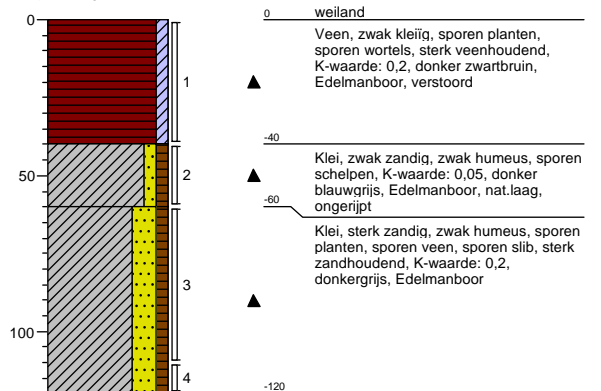 0
weiland
0
Veen, zwak kleiïg, sporen planten,
sporen wortels, sterk veenhoudend,
K-waarde: 0,2, donker zwartbruin,
Edelmanboor, verstoord
1
-40
Klei, zwak zandig, zwak humeus, sporen
schelpen, K-waarde: 0,05, donker
blauwgrijs, Edelmanboor, nat.laag,
ongerijpt
50
2
-60
Klei, sterk zandig, zwak humeus, sporen
planten, sporen veen, sporen slib, sterk
zandhoudend, K-waarde: 0,2,
donkergrijs, Edelmanboor
3
100
4
-120